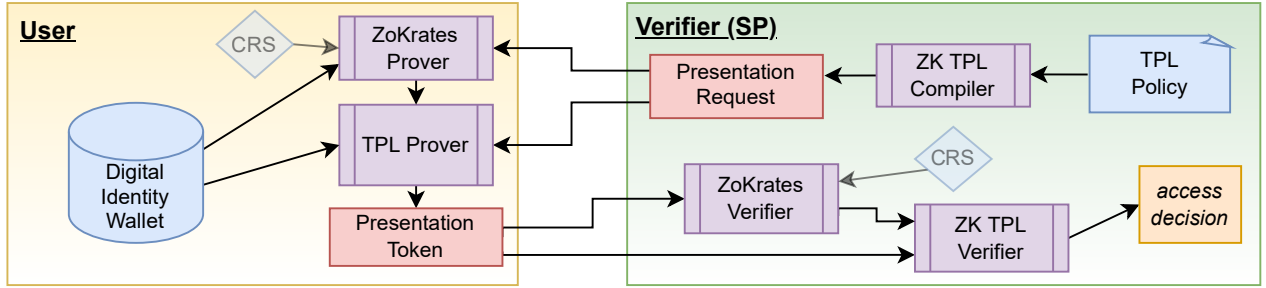 User
CRS
ZoKrates
Prover
TPL Prover
Digital
Identity
Wallet
Presentation
Token
Verifier (SP)
Presentation
Request
ZK TPL
Compiler
TPL
Policy
CRS
ZoKrates
Verifier
ZK TPL
Verifier
access
decision